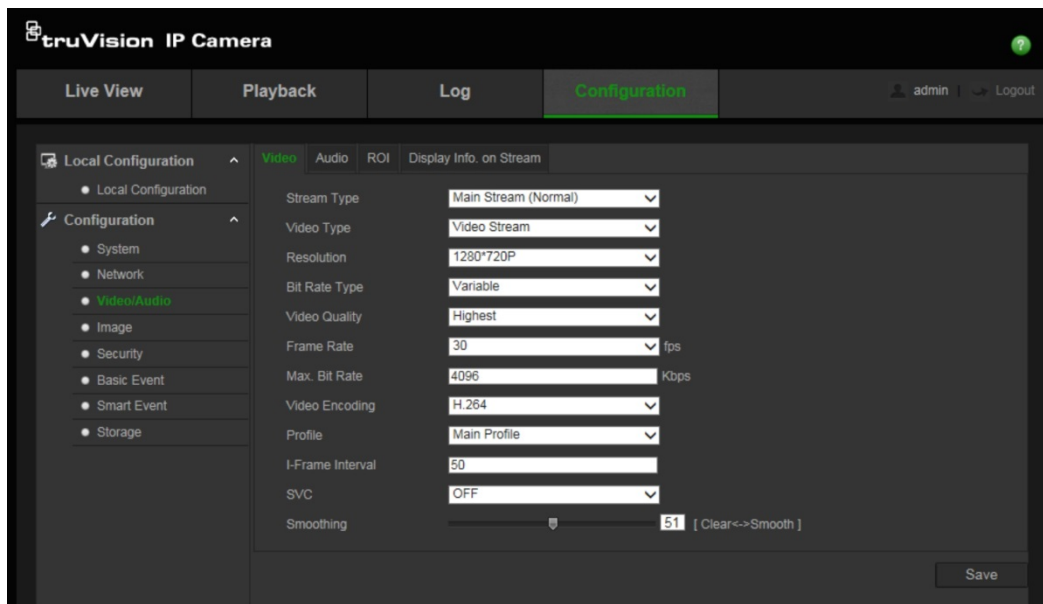 truVision IP Camera
?
Live View Playback Log Configuration admin | Logout
Local Configuration
Local Configuration
Configuration
System
Network
Video/Audio
Image
Security
Basic Event
Smart Event
Storage
Video Audio ROI Display Info. on Stream
Stream Type Main Stream (Normal)
Video Type Video Stream
Resolution 1280*720P
Bit Rate Type Variable
Video Quality Highest
Frame Rate 30 fps
Max. Bit Rate 4096 Kbps
Video Encoding H.264
Profile Main Profile
I-Frame Interval 50
SVC OFF
Smoothing 51 [ Clear<->Smooth ]
Save